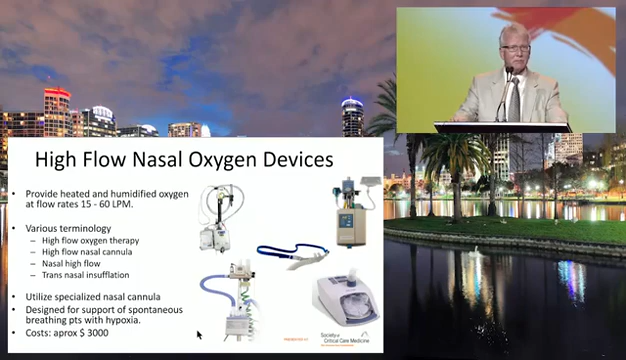 High Flow Nasal Oxygen Devices
• Provide heated and humidified oxygen
at flow rates 15 - 60 LPM.
• Various terminology
– High flow oxygen therapy
– High flow nasal cannula
– Nasal high flow
– Trans nasal insufflation
• Utilize specialized nasal cannula
• Designed for support of spontaneous
breathing pts with hypoxia.
• Costs: aprox $ 3000
Society of
Critical Care Medicine